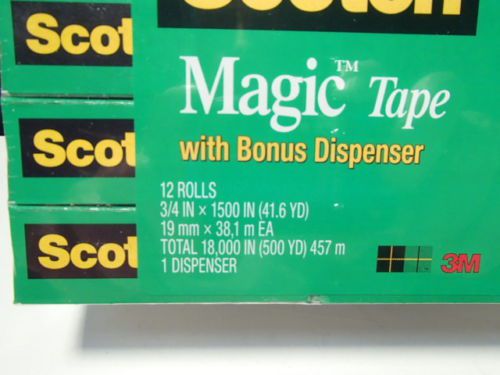 Scotch
Magic™ Tape
with Bonus Dispenser
12 ROLLS
3/4 IN × 1500 IN (41.6 YD)
19 mm × 38,1 m EA
TOTAL 18,000 IN (500 YD) 457 m
1 DISPENSER
3M
Scot
Scot
Scot